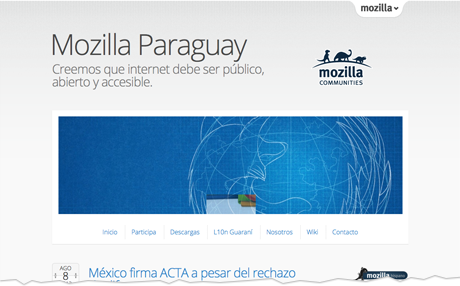 mozilla
Mozilla Paraguay
Creemos que internet debe ser público,
abierto y accesible.
mozilla
COMMUNITIES
Inicio Participa Descargas L10n Guaraní Nosotros Wiki Contacto
AGO
8
México firma ACTA a pesar del rechazo
mozilla